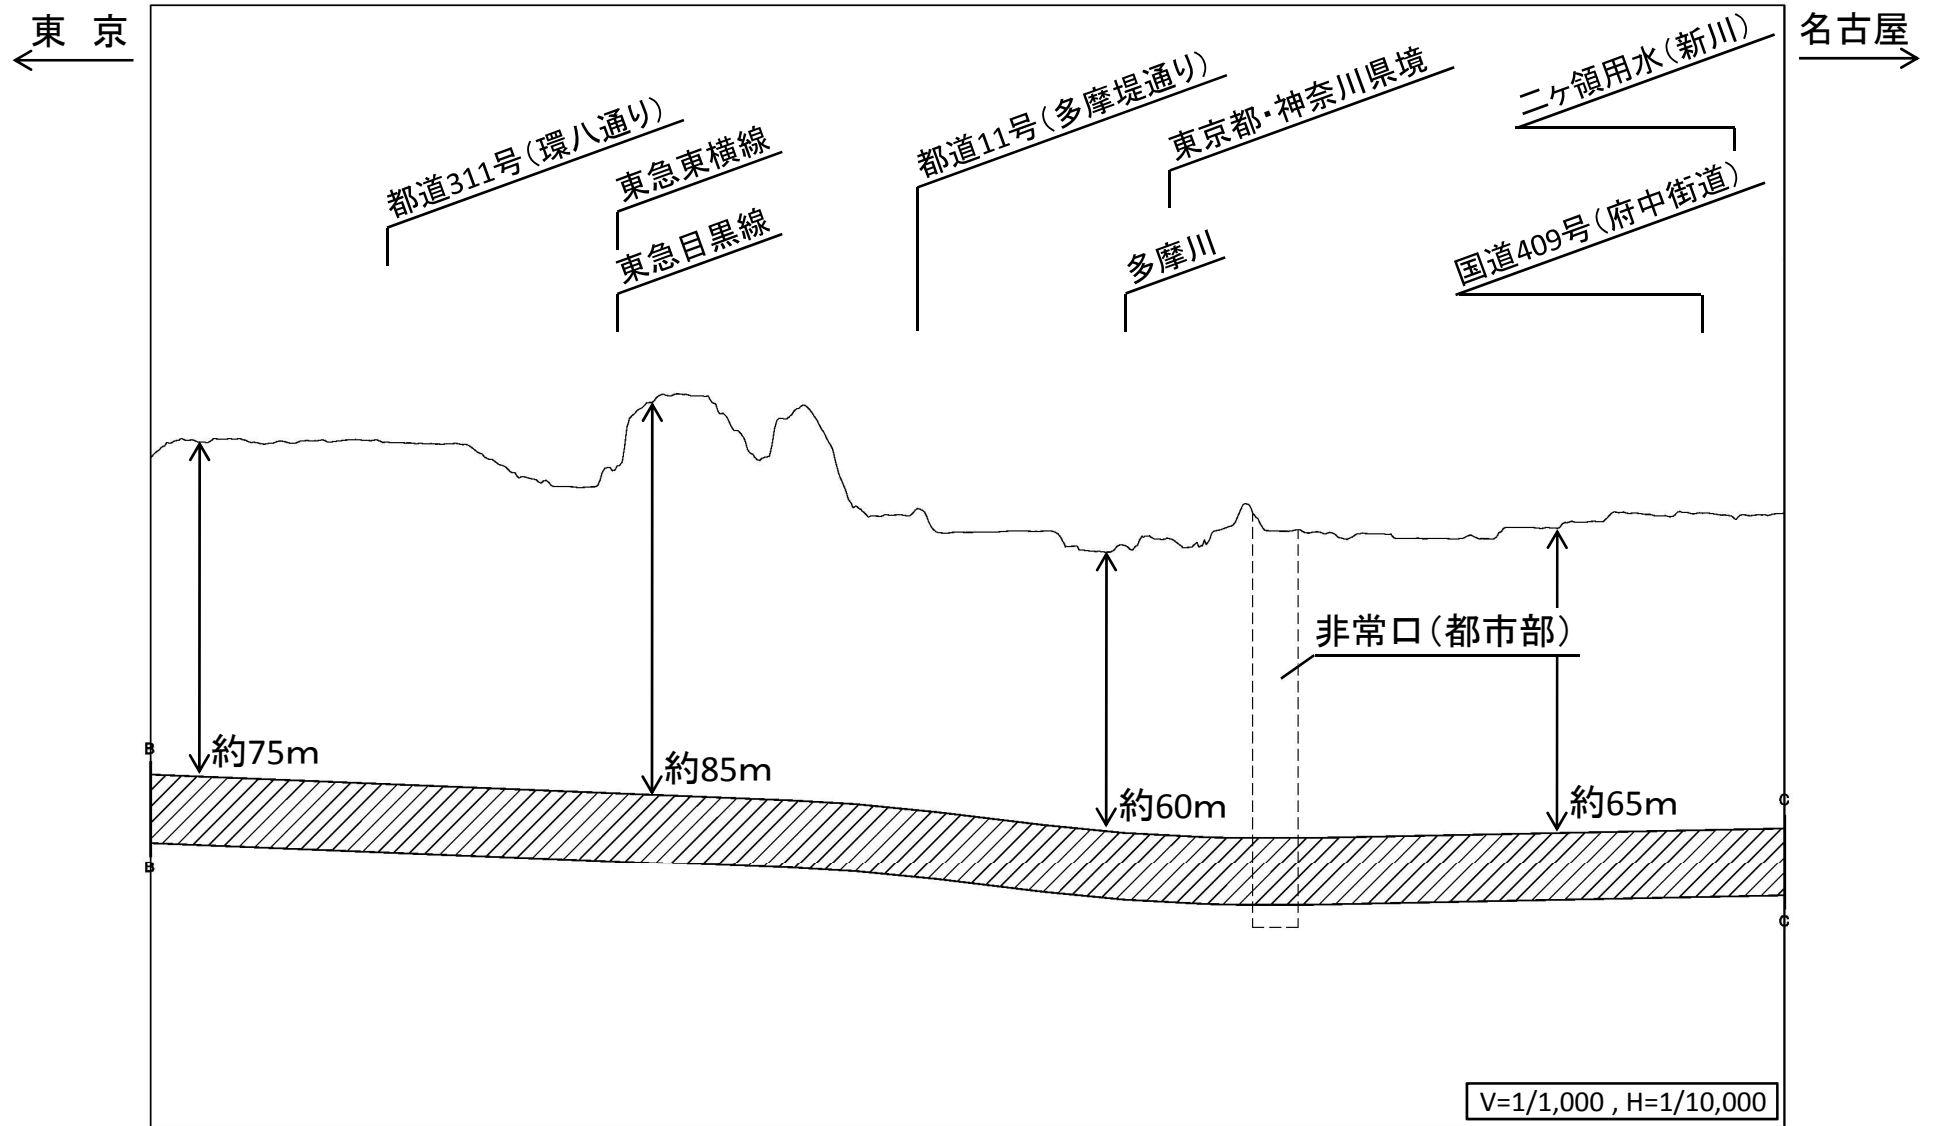 東 京
名古屋
都道311号（環八通り）
東急東横線
東急目黒線
都道11号（多摩堤通り）
東京都・神奈川県境
多摩川
二ヶ領用水（新川）
国道409号（府中街道）
非常口（都市部）
約75m
約85m
約60m
約65m
B
B
C
C
V=1/1,000 , H=1/10,000